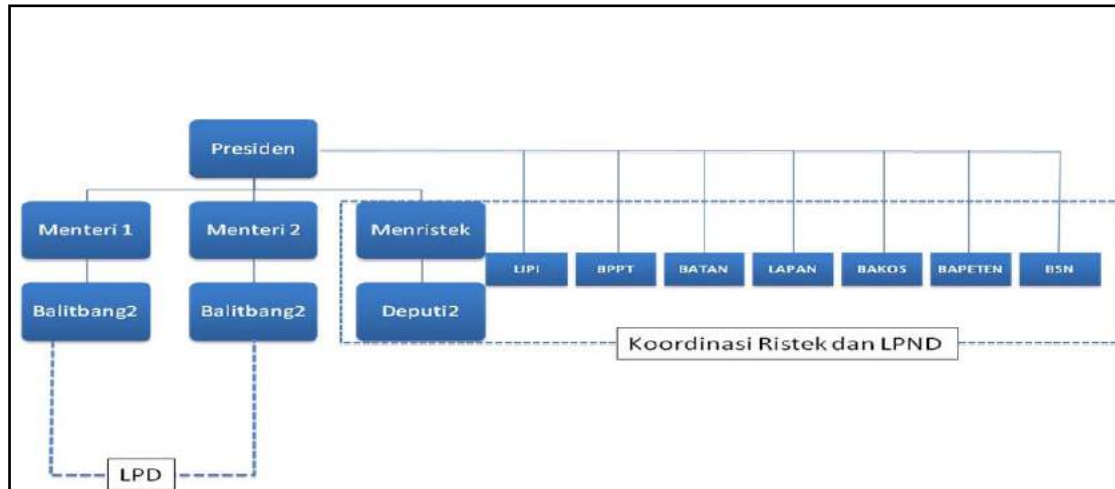 Presiden
Menteri 1
Menteri 2
Menristek
LIPI
BPPT
BATAN
LAPAN
BAKOS
BAPETEN
BSN
Balitbang2
Balitbang2
Deputi2
Koordinasi Ristek dan LPND
LPD